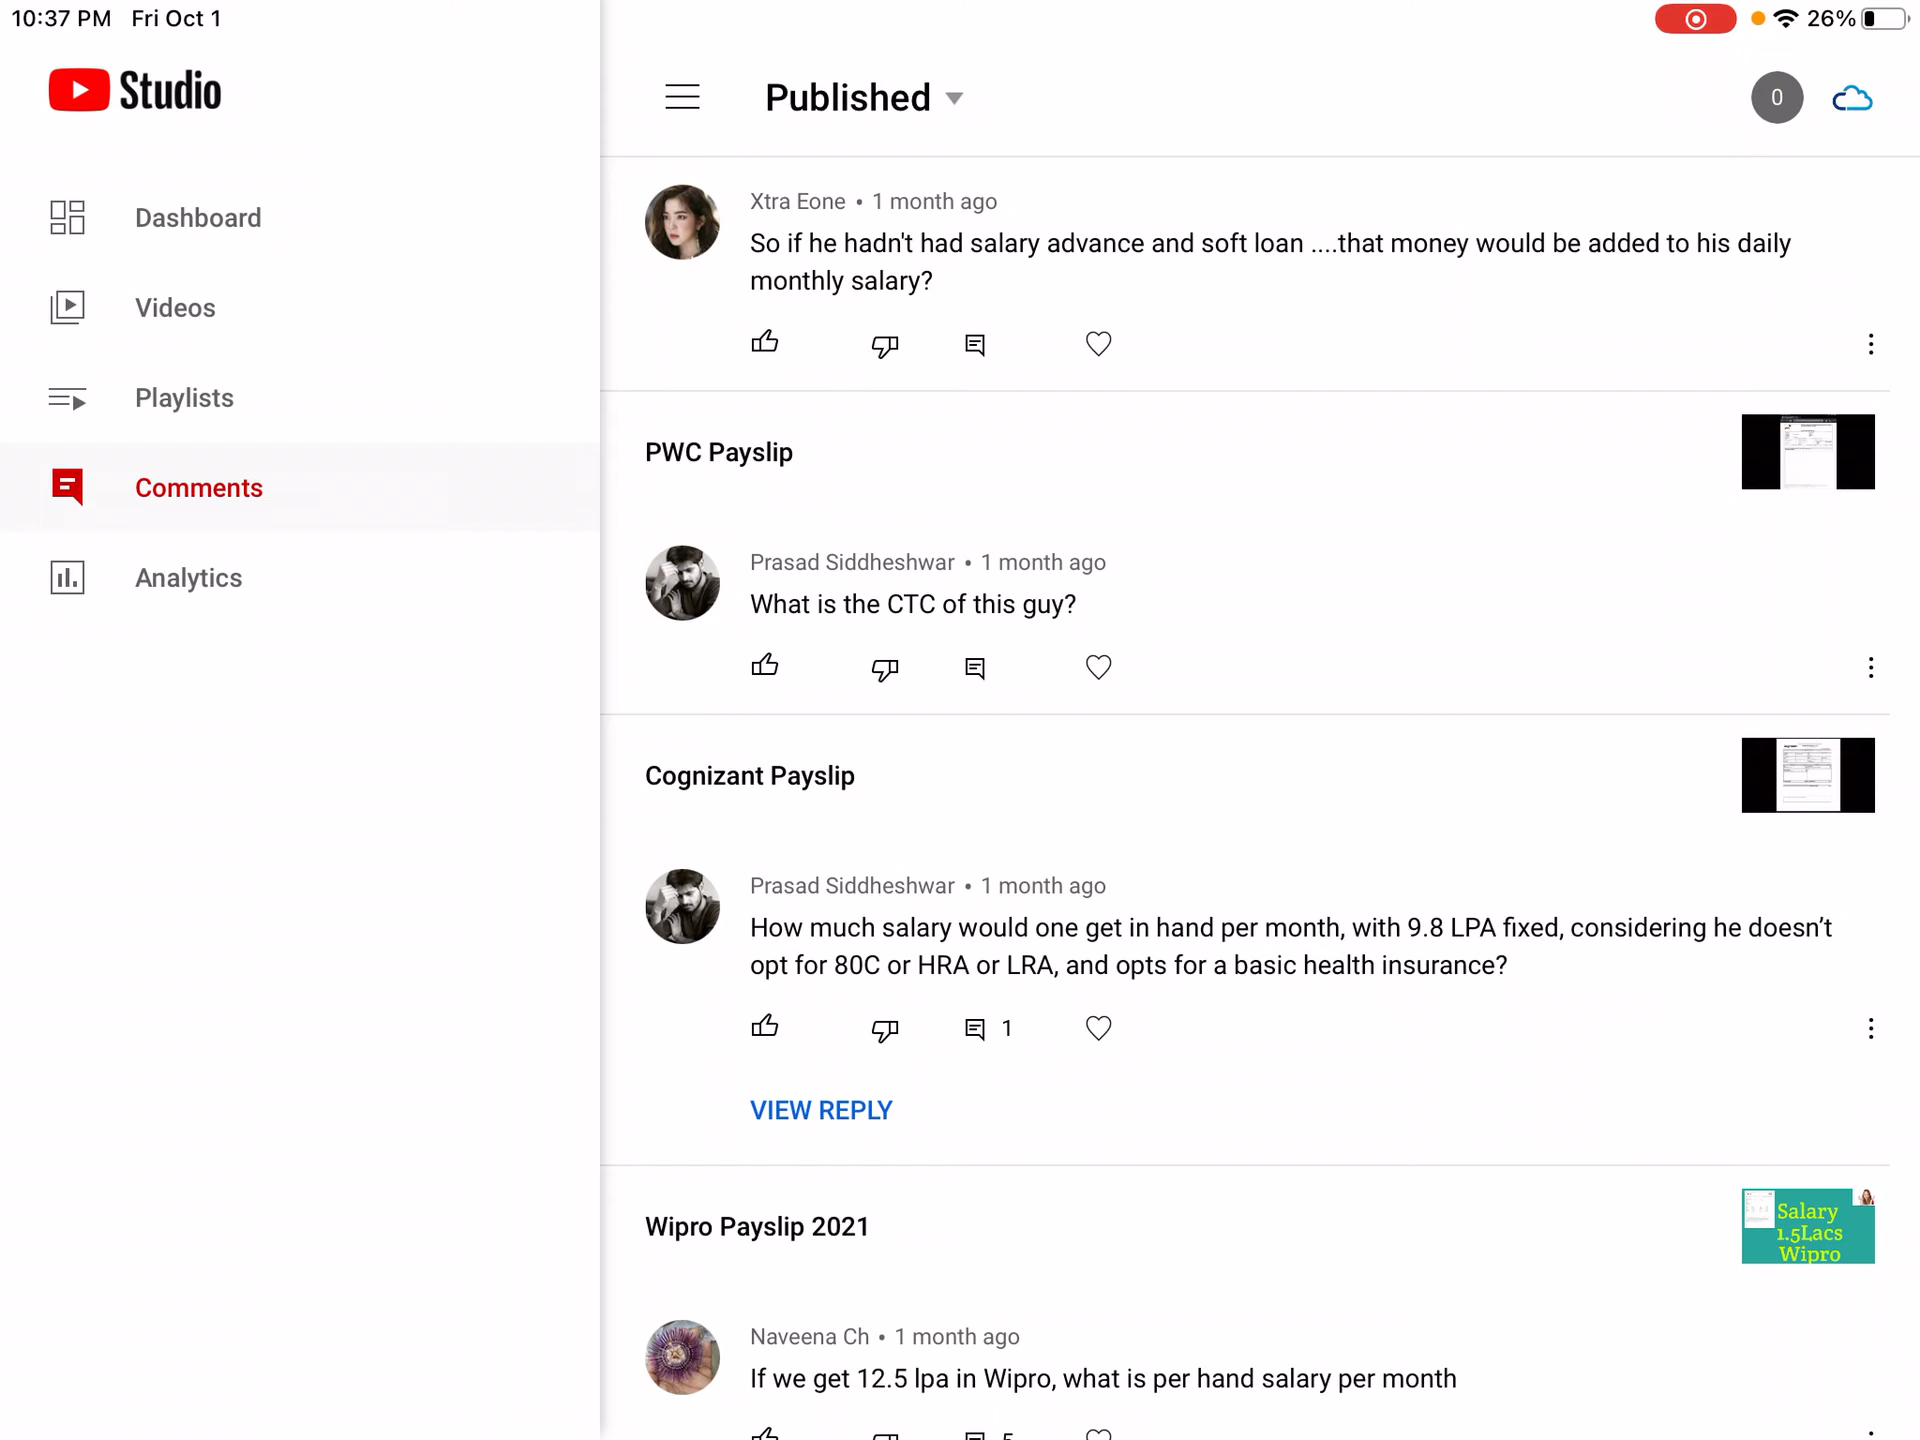 10:37 PM Fri Oct 1
26%
Studio
Dashboard
Videos
Playlists
Comments
Analytics
Published
0
Xtra Eone • 1 month ago
So if he hadn't had salary advance and soft loan ....that money would be added to his daily
monthly salary?
PWC Payslip
Prasad Siddheshwar • 1 month ago
What is the CTC of this guy?
Cognizant Payslip
Prasad Siddheshwar • 1 month ago
How much salary would one get in hand per month, with 9.8 LPA fixed, considering he doesn’t
opt for 80C or HRA or LRA, and opts for a basic health insurance?
1
VIEW REPLY
Wipro Payslip 2021
Salary
1.5Lacs
Wipro
Naveena Ch • 1 month ago
If we get 12.5 lpa in Wipro, what is per hand salary per month
5